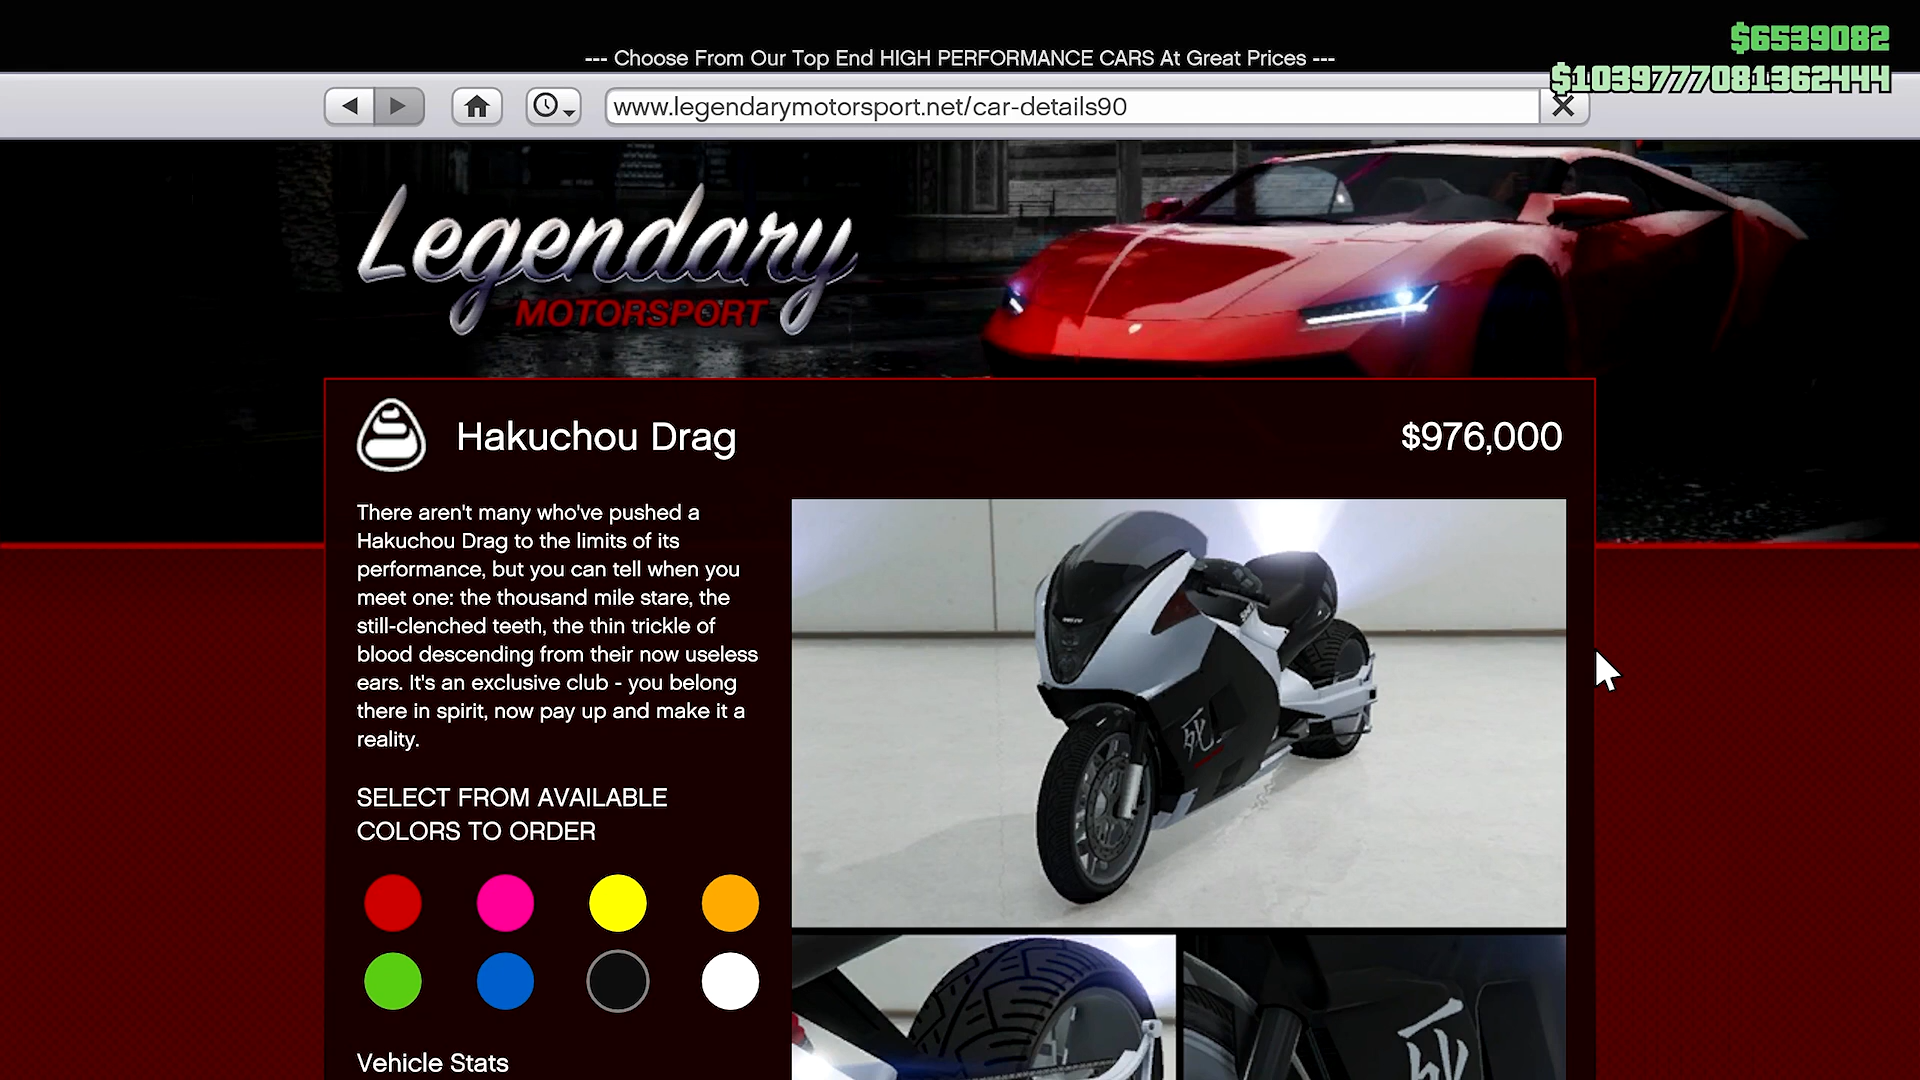 $6539082
--- Choose From Our Top End HIGH PERFORMANCE CARS At Great Prices ---
$1039777081362444
www.legendarymotorsport.net/car-details90
Legendary
MOTORSPORT
Hakuchou Drag
$976,000
There aren't many who've pushed a
Hakuchou Drag to the limits of its
performance, but you can tell when you
meet one: the thousand mile stare, the
still-clenched teeth, the thin trickle of
blood descending from their now useless
ears. It's an exclusive club - you belong
there in spirit, now pay up and make it a
reality.
死
SELECT FROM AVAILABLE
COLORS TO ORDER
死
Vehicle Stats